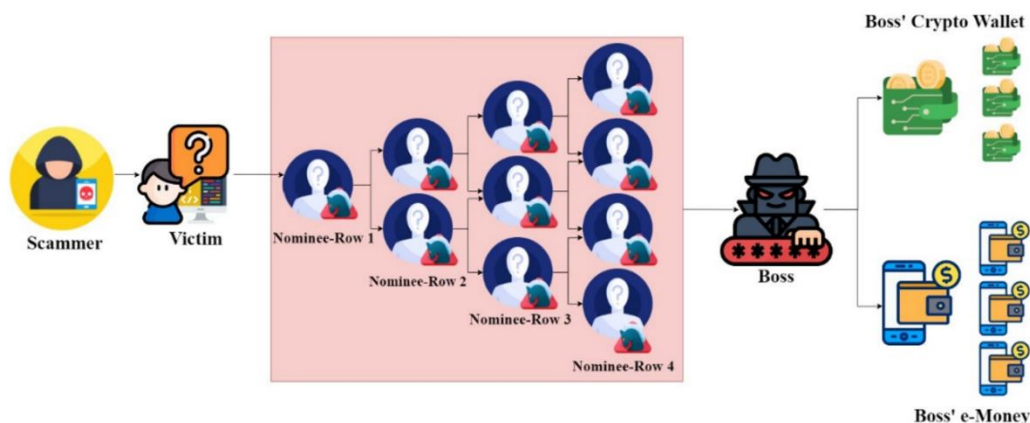 Boss' Crypto Wallet
Scammer
Victim
Nominee-Row 1
Nominee-Row 2
Nominee-Row 3
Nominee-Row 4
Boss
Boss' e-Money